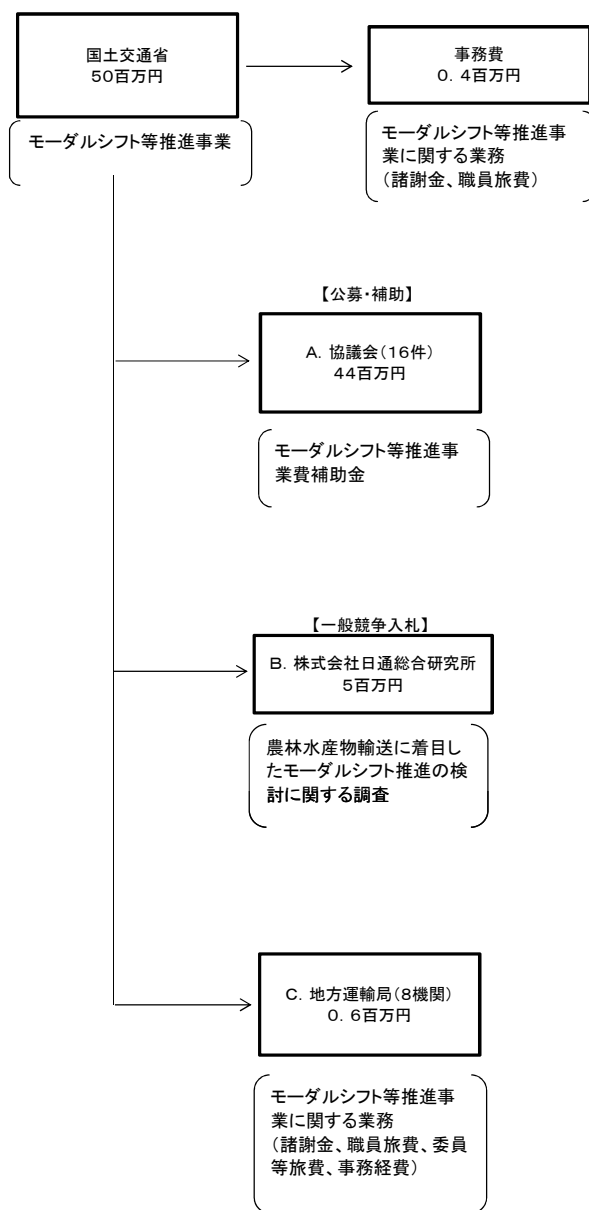 国土交通省
50百万円
事務費
0.4百万円
モーダルシフト等推進事業
モーダルシフト等推進事
業に関する業務
(諸謝金、職員旅費)
【公募・補助】
A.協議会(16件)
44百万円
モーダルシフト等推進事
業費補助金
【一般競争入札】
B.株式会社日通総合研究所
5百万円
農林水産物輸送に着目し
たモーダルシフト推進の検
討に関する調査
C.地方運輸局(8機関)
0.6百万円
モーダルシフト等推進事
業に関する業務
(諸謝金、職員旅費、委員
等旅費、事務経費)